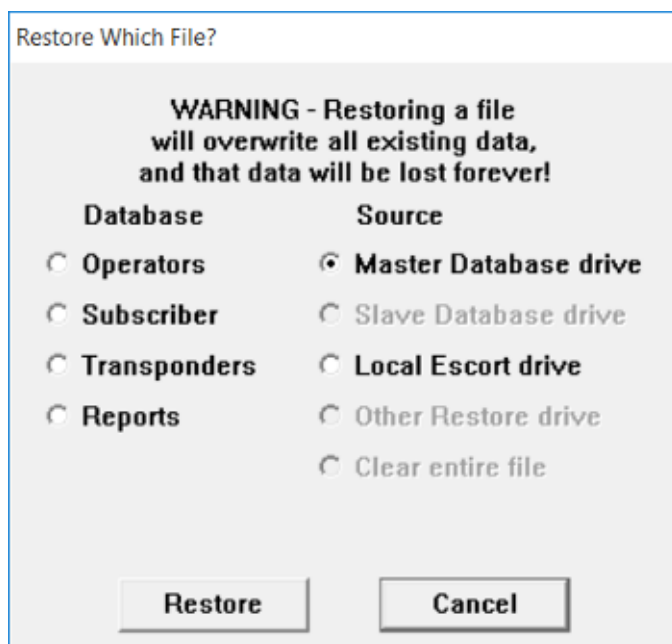 Restore Which File?
WARNING - Restoring a file
will overwrite all existing data,
and that data will be lost forever!
Database Source
Operators Master Database drive
Subscriber Slave Database drive
Transponders Local Escort drive
Reports Other Restore drive
Clear entire file
Restore Cancel